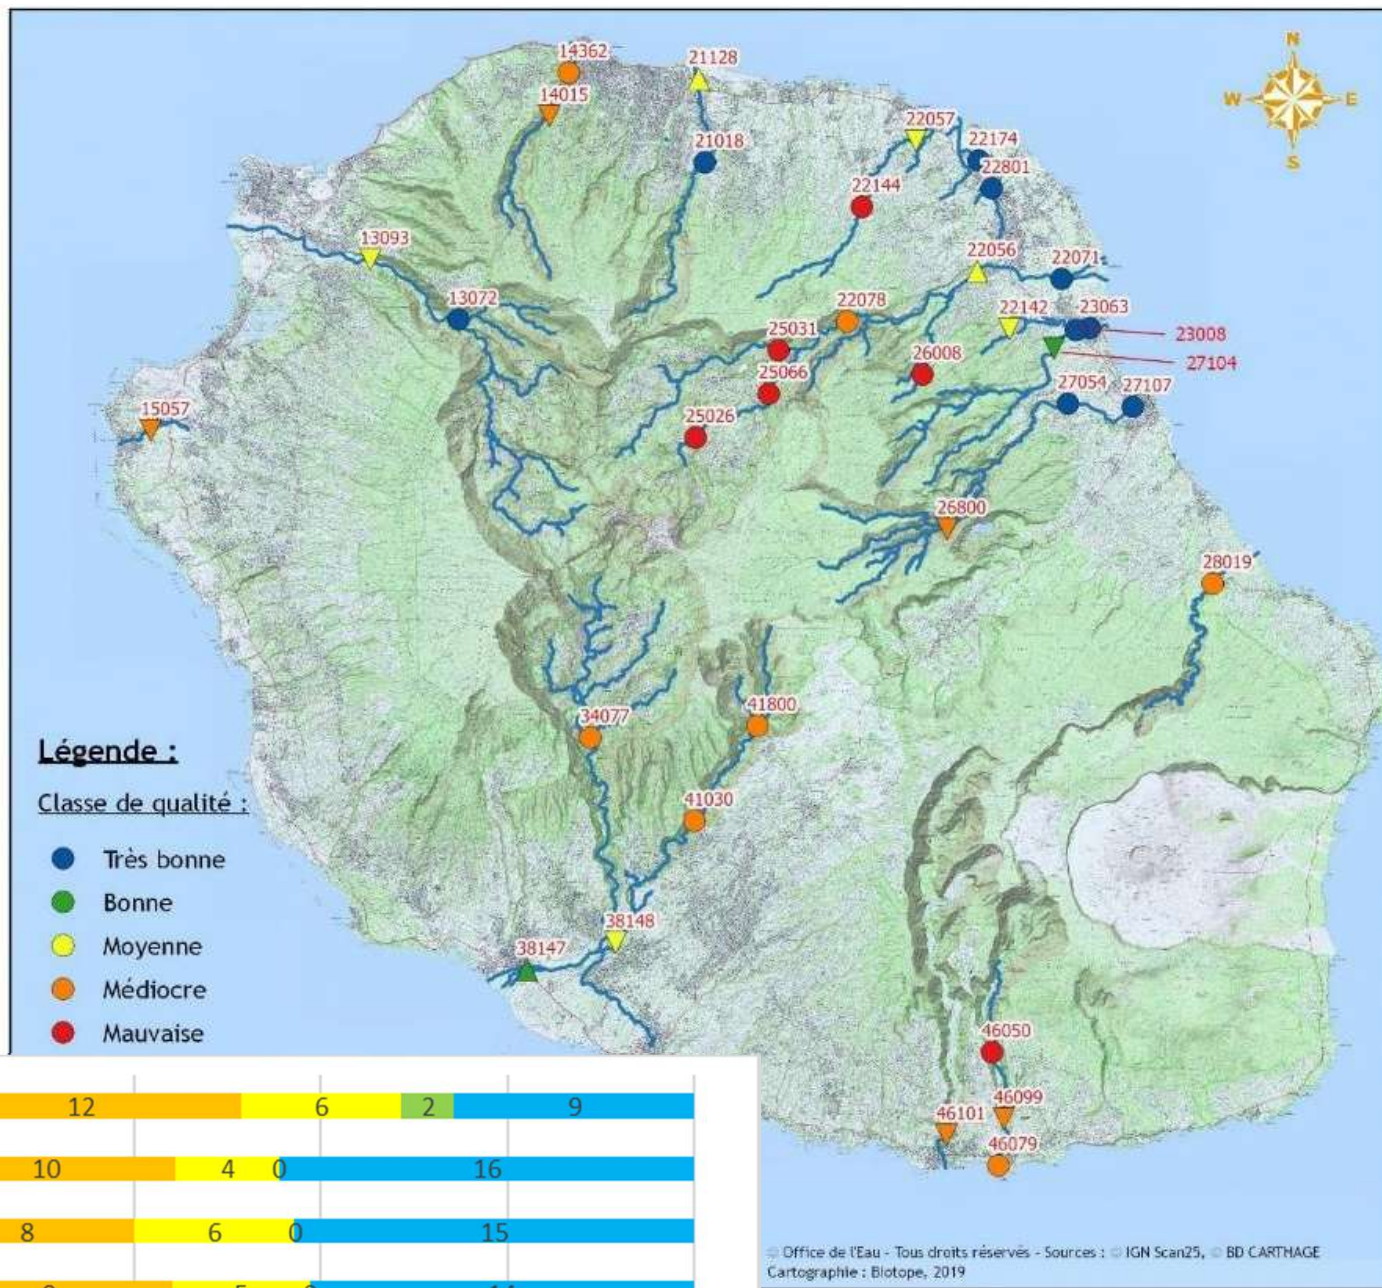 N
W E
S
14362
21128
14015
22057
22174
21018
22801
22144
13093
22056
22071
13072
22078
22142
23063
25031
23008
26008
27104
25066
27054
27107
15057
25026
26800
28019
34077
41800
41030
38148
38147
46050
46099
46101
46079
Légende :
Classe de qualité :
Très bonne
Bonne
Moyenne
Médiocre
Mauvaise
12 6 2 9
10 4 0 16
8 6 0 15
© Office de l'Eau - Tous droits réservés - Sources : © IGN Scan25, © BD CARTHAGE
Cartographie : Biotope, 2019